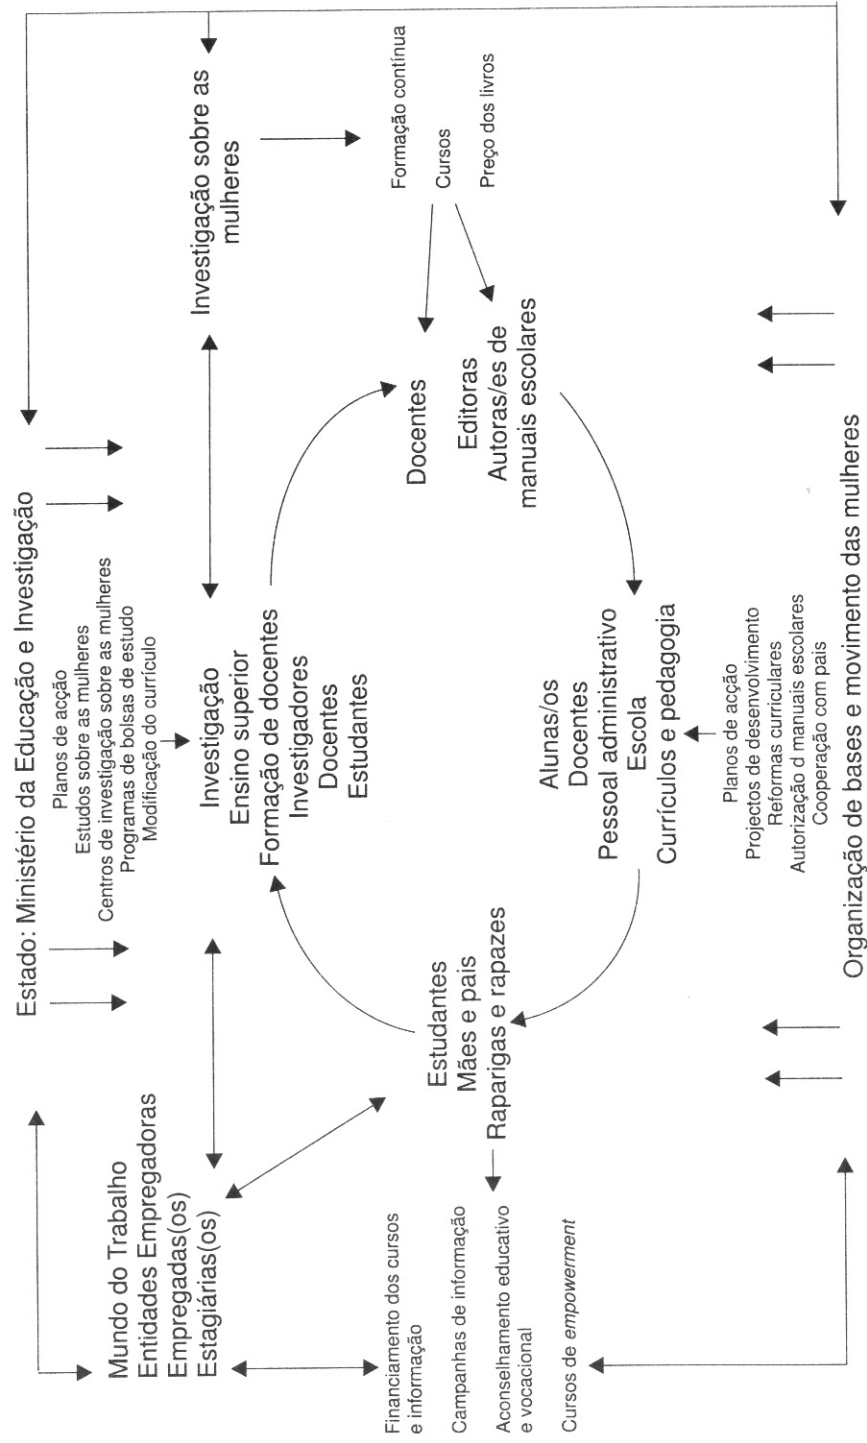 Estado: Ministério da Educação e Investigação
Planos de acção
Estudos sobre as mulheres
Centros de investigação sobre as mulheres
Programas de bolsas de estudo
Modificação do currículo
Mundo do Trabalho
Entidades Empregadoras
Empregadas(os)
Estagiárias(os)
Investigação
Ensino superior
Formação de docentes
Investigadores
Docentes
Estudantes
Investigação sobre as
mulheres
Financiamento dos cursos
e informação
Campanhas de informação
Aconselhamento educativo
e vocacional
Cursos de empowerment
Estudantes
Mães e pais
Raparigas e rapazes
Docentes
Editoras
Autoras/es de
manuais escolares
Formação contínua
Cursos
Preço dos livros
Alunas/os
Docentes
Pessoal administrativo
Escola
Currículos e pedagogia
Planos de acção
Projectos de desenvolvimento
Reformas curriculares
Autorização d manuais escolares
Cooperação com pais
Organização de bases e movimento das mulheres